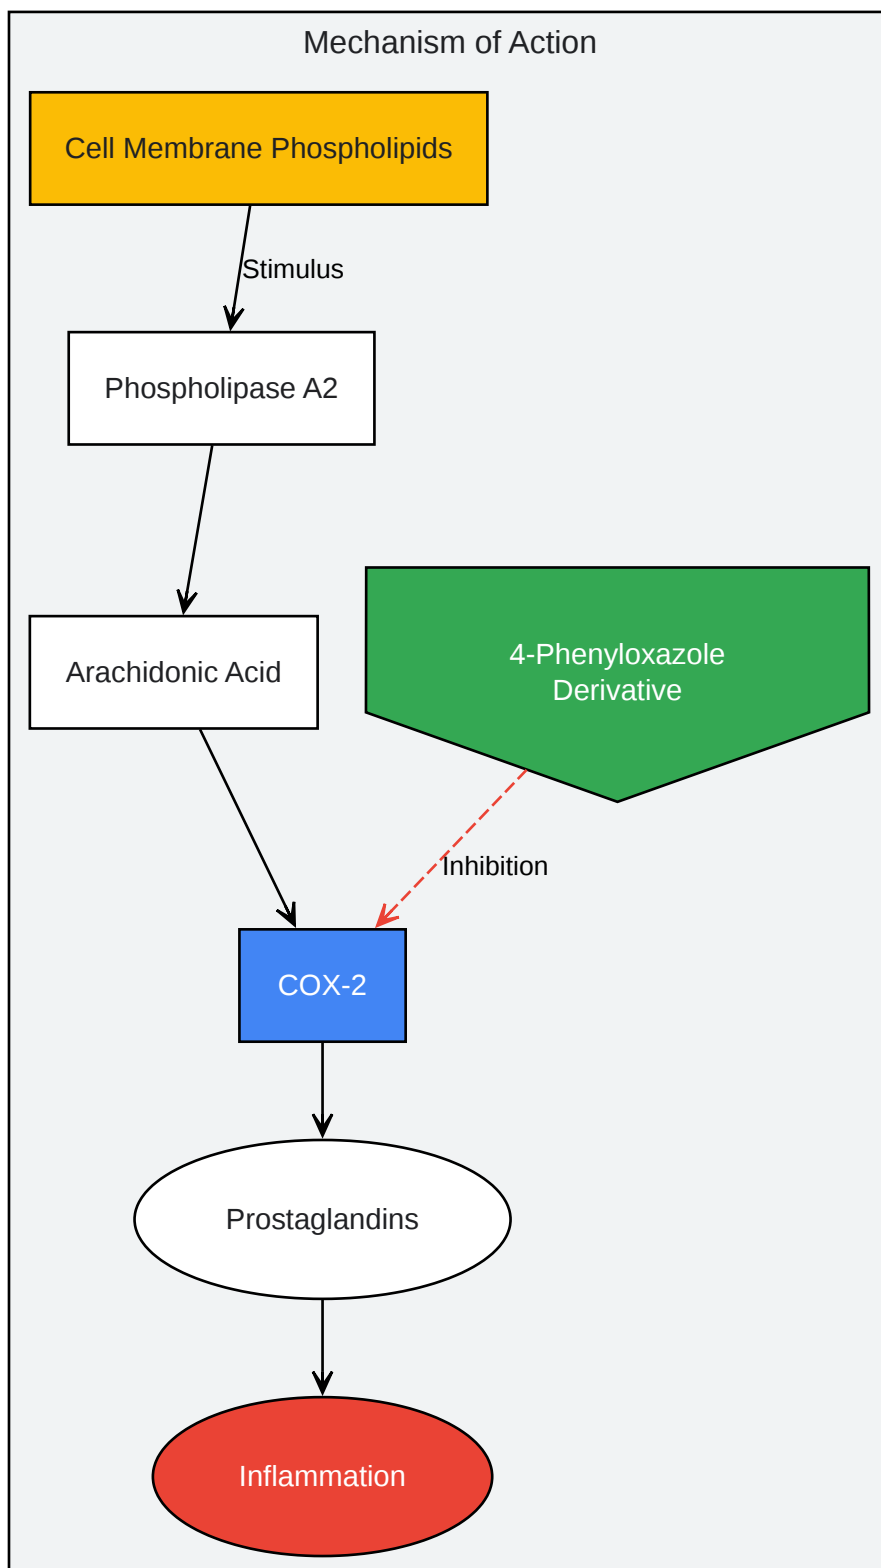 Mechanism of Action
Cell Membrane Phospholipids
Stimulus
Phospholipase A2
4-Phenyloxazole
Derivative
Arachidonic Acid
Inhibition
COX-2
Prostaglandins
Inflammation